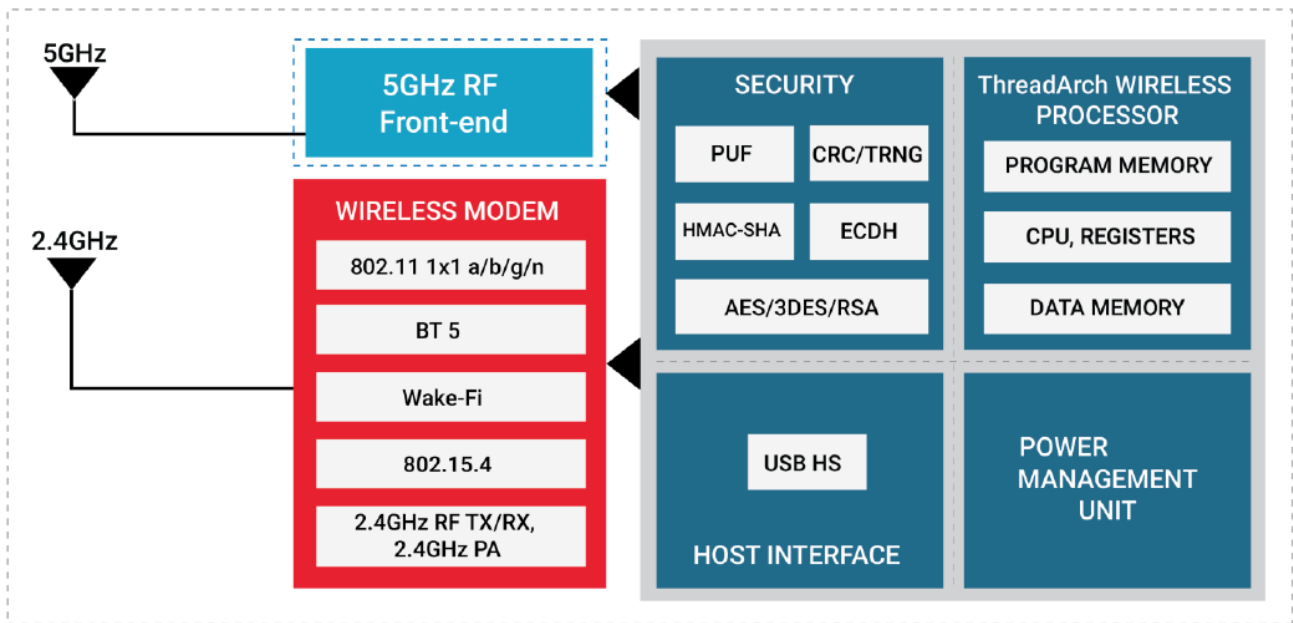 5GHz
5GHz RF
Front-end
2.4GHz
WIRELESS MODEM
802.11 1x1 a/b/g/n
BT 5
Wake-Fi
802.15.4
2.4GHz RF TX/RX,
2.4GHz PA
SECURITY
PUF
CRC/TRNG
HMAC-SHA
ECDH
AES/3DES/RSA
ThreadArch WIRELESS
PROCESSOR
PROGRAM MEMORY
CPU, REGISTERS
DATA MEMORY
USB HS
HOST INTERFACE
POWER
MANAGEMENT
UNIT